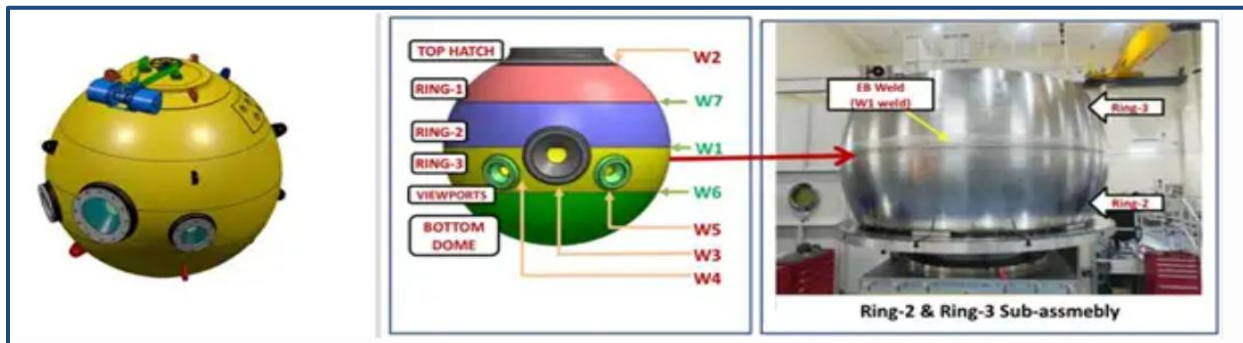 TOP HATCH
RING-1
RING-2
RING-3
VIEWPORTS
BOTTOM
DOME
W2
W7
W1
W6
W5
W3
W4
EB Weld
(W1 weld)
Ring-3
Ring-2
Ring-2 & Ring-3 Sub-assmebly